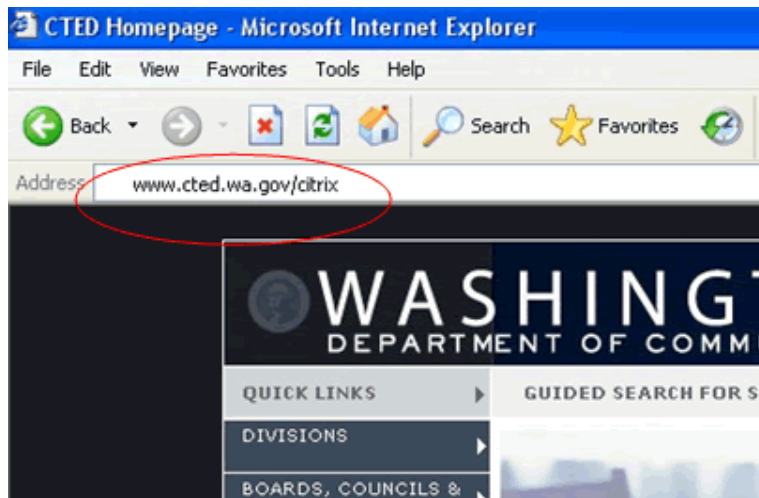 CTED Homepage - Microsoft Internet Explorer
File Edit View Favorites Tools Help
Back Search Favorites
Address www.cted.wa.gov/citrix
WASHINGT
DEPARTMENT OF COMMU
QUICK LINKS GUIDED SEARCH FOR S
DIVISIONS
BOARDS, COUNCILS &